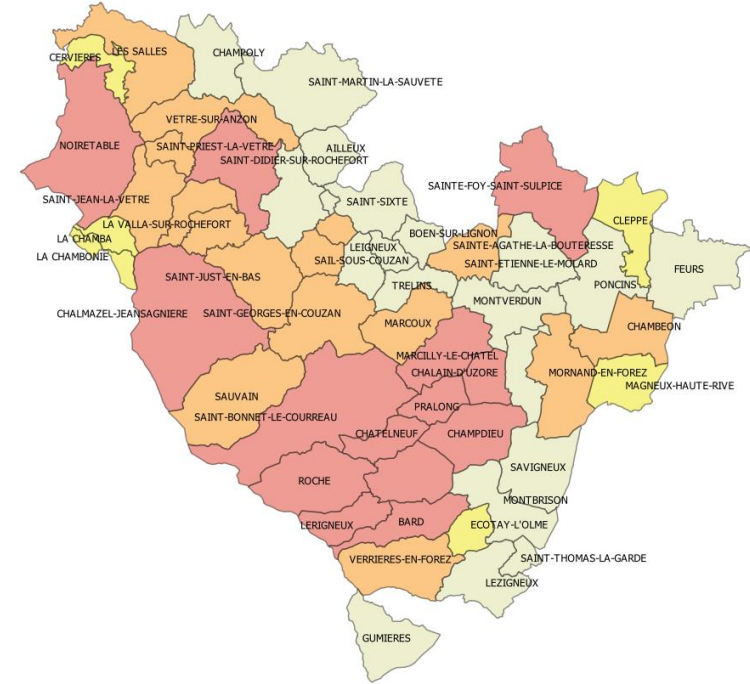 LES SALLES
CERVIERES
CHAMPOLY
SAINT-MARTIN-LA-SAUVETE
VETRE-SUR-ANZON
NOIRETABLE
SAINT-PRIEST-LA-VETRE
AILLEUX
SAINT-DIDIER-SUR-ROCHEFORT
SAINTE-FOY-SAINT-SULPICE
SAINT-JEAN-LA-VETRE
SAINT-SIXTE
CLEPPE
LA VALLA-SUR-ROCHEFORT
BOEN-SUR-LIGNON
LA CHAMBA
LEIGNEUX
SAINTE-AGATHE-LA-BOUTERESSE
LA CHAMBONIE
SAIL-SOUS-COUZAN
SAINT-ETIENNE-LE-MOLARD
FEURS
SAINT-JUST-EN-BAS
TRELINS
PONCINS
MONTVERDUN
CHALMAZEL-JEANSAGNIERE
SAINT-GEORGES-EN-COUZAN
MARCOUX
CHAMBEON
MARCILLY-LE-CHATEL
CHALAIN-D'UZORE
MORNAND-EN-FOREZ
MAGNEUX-HAUTE-RIVE
SAUVAIN
PRALONG
SAINT-BONNET-LE-COURREAU
CHATELNEUF
CHAMPDIEU
SAVIGNEUX
ROCHE
MONTBRISON
LERIGNEUX
BARD
ECOTAY-L'OLME
VERRIERES-EN-FOREZ
SAINT-THOMAS-LA-GARDE
LEZIGNEUX
GUMIERES